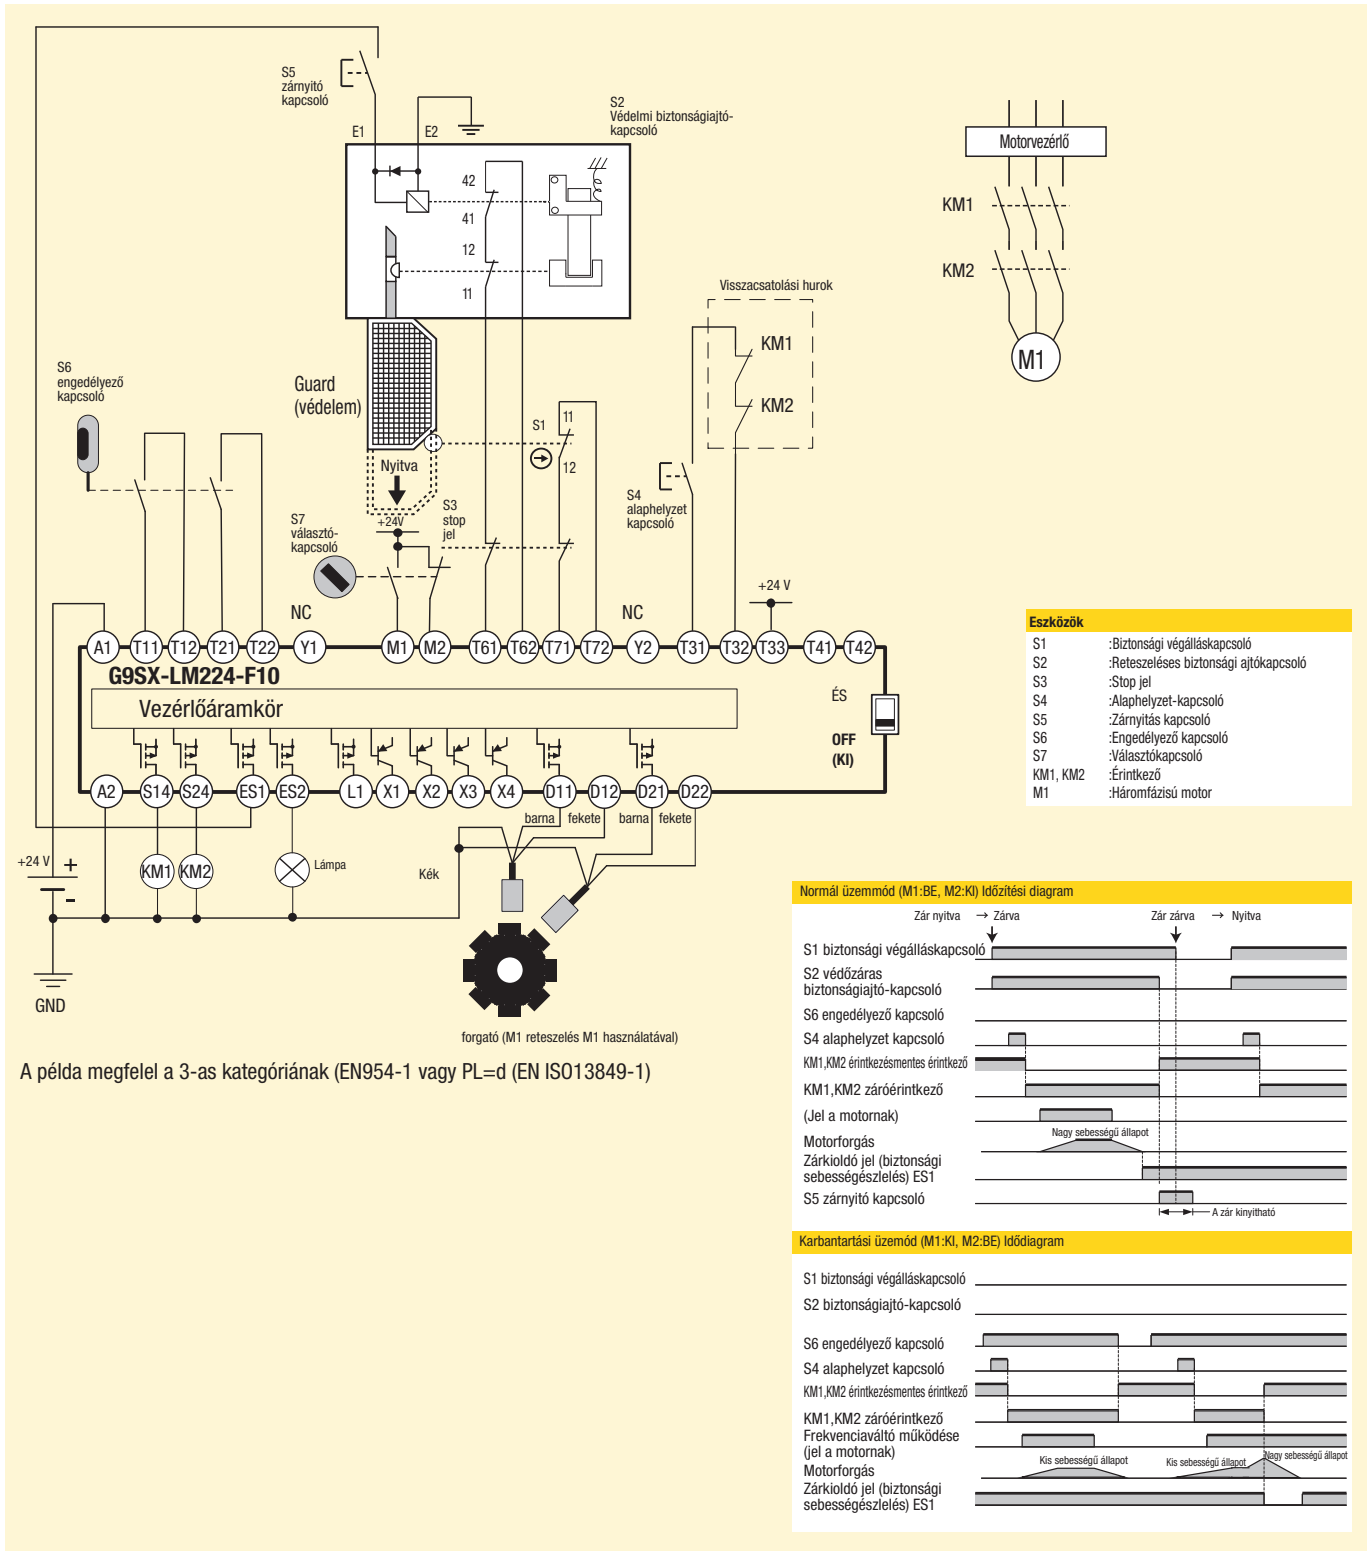 S5
zárnyitó
kapcsoló
E1
E2
S2
Védelmi biztonságiajtó-
kapcsoló
42
41
12
11
Motorvezérlő
KM1
KM2
M1
Visszacsatolási hurok
KM1
KM2
S6
engedélyező
kapcsoló
Guard
(védelem)
S1
11
12
Nyitva
S4
alaphelyzet
kapcsoló
S7
választó-
kapcsoló
+24V
S3
stop
jel
+24 V
NC
NC
A1
T11
T12
T21
T22
Y1
M1
M2
T61
T62
T71
T72
Y2
T31
T32
T33
T41
T42
G9SX-LM224-F10
Vezérlőáramkör
ÉS
OFF
(KI)
A2
S14
S24
ES1
ES2
L1
X1
X2
X3
X4
D11
D12
D21
D22
barna
fekete
barna
fekete
+24 V
+
-
KM1
KM2
Lámpa
Kék
GND
forgató (M1 reteszelés M1 használatával)
A példa megfelel a 3-as kategóriának (EN954-1 vagy PL=d (EN ISO13849-1)
Eszközök
S1 :Biztonsági végálláskapcsoló
S2 :Reteszeléses biztonsági ajtókapcsoló
S3 :Stop jel
S4 :Alaphelyzet-kapcsoló
S5 :Zárnyitás kapcsoló
S6 :Engedélyező kapcsoló
S7 :Választókapcsoló
KM1, KM2 :Érintkező
M1 :Háromfázisú motor
Normál üzemmód (M1:BE, M2:KI) Időzítési diagram
Zár nyitva → Zárva
Zár zárva → Nyitva
S1 biztonsági végálláskapcsoló
S2 védőzáras
biztonságiajtó-kapcsoló
S6 engedélyező kapcsoló
S4 alaphelyzet kapcsoló
KM1,KM2 érintkezésmentes érintkező
KM1,KM2 záróérintkező
(Jel a motornak)
Nagy sebességű állapot
Motorforgás
Zárkioldó jel (biztonsági
sebességészlelés) ES1
S5 zárnyitó kapcsoló
A zár kinyitható
Karbantartási üzemód (M1:KI, M2:BE) Idődiagram
S1 biztonsági végálláskapcsoló
S2 biztonságiajtó-kapcsoló
S6 engedélyező kapcsoló
S4 alaphelyzet kapcsoló
KM1,KM2 érintkezésmentes érintkező
KM1,KM2 záróérintkező
Frekvenciaváltó működése
(jel a motornak)
Kis sebességű állapot
Kis sebességű állapot
Nagy sebességű állapot
Motorforgás
Zárkioldó jel (biztonsági
sebességészlelés) ES1